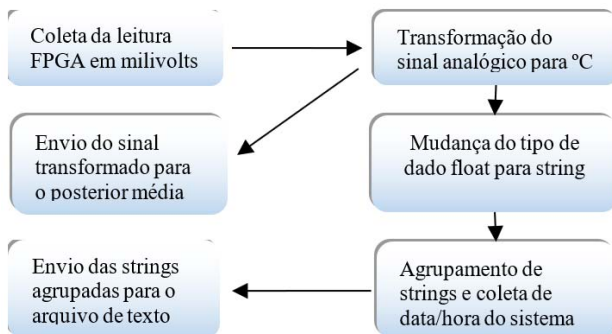 Coleta da leitura
FPGA em milivolts
Transformação do
sinal analógico para ºC
Envio do sinal
transformado para
o posterior média
Mudança do tipo de
dado float para string
Envio das strings
agrupadas para o
arquivo de texto
Agrupamento de
strings e coleta de
data/hora do sistema